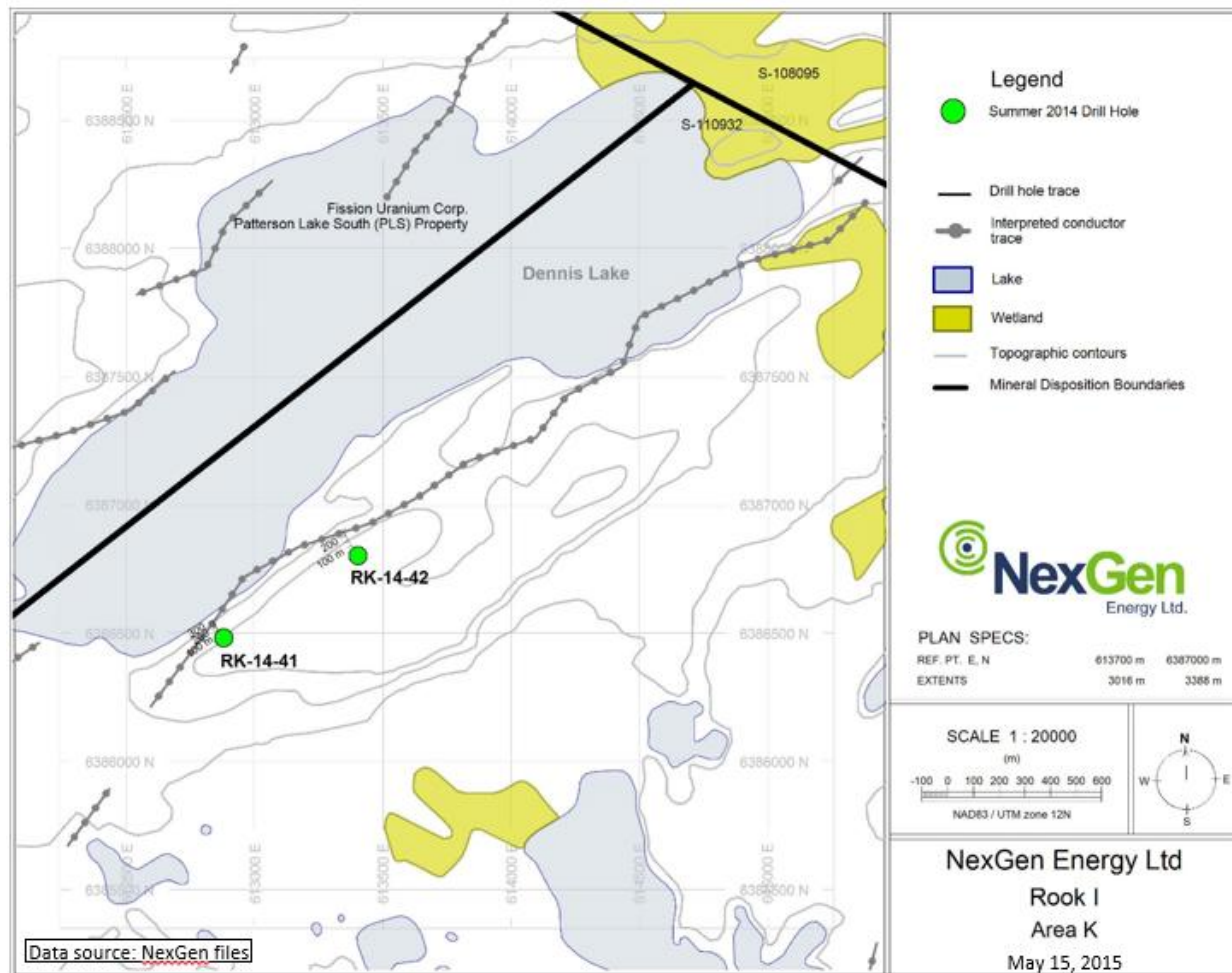 S-108095
S-110932
6388500 N
612500 E
613000 E
613500 E
614000 E
Fission Uranium Corp.
Patterson Lake South (PLS) Property
6388000 N
Dennis Lake
6387500 N
6387500 N
6387000 N
6387000 N
200 m
100 m
RK-14-42
6386500 N
6386500 N
RK-14-41
6386000 N
6386000 N
613000 E
613500 E
614000 E
614500 E
Data source: NexGen files
Legend
Summer 2014 Drill Hole
Drill hole trace
Interpreted conductor
trace
Lake
Wetland
Topographic contours
Mineral Disposition Boundaries
NexGen
Energy Ltd.
PLAN SPECS:
REF. PT. E, N 613700 m 6387000 m
EXTENTS 3016 m 3388 m
SCALE 1 : 20000
(m)
-100 0 100 200 300 400 500 600
NAD83 / UTM zone 12N
N
W E
S
NexGen Energy Ltd
Rook I
Area K
May 15, 2015